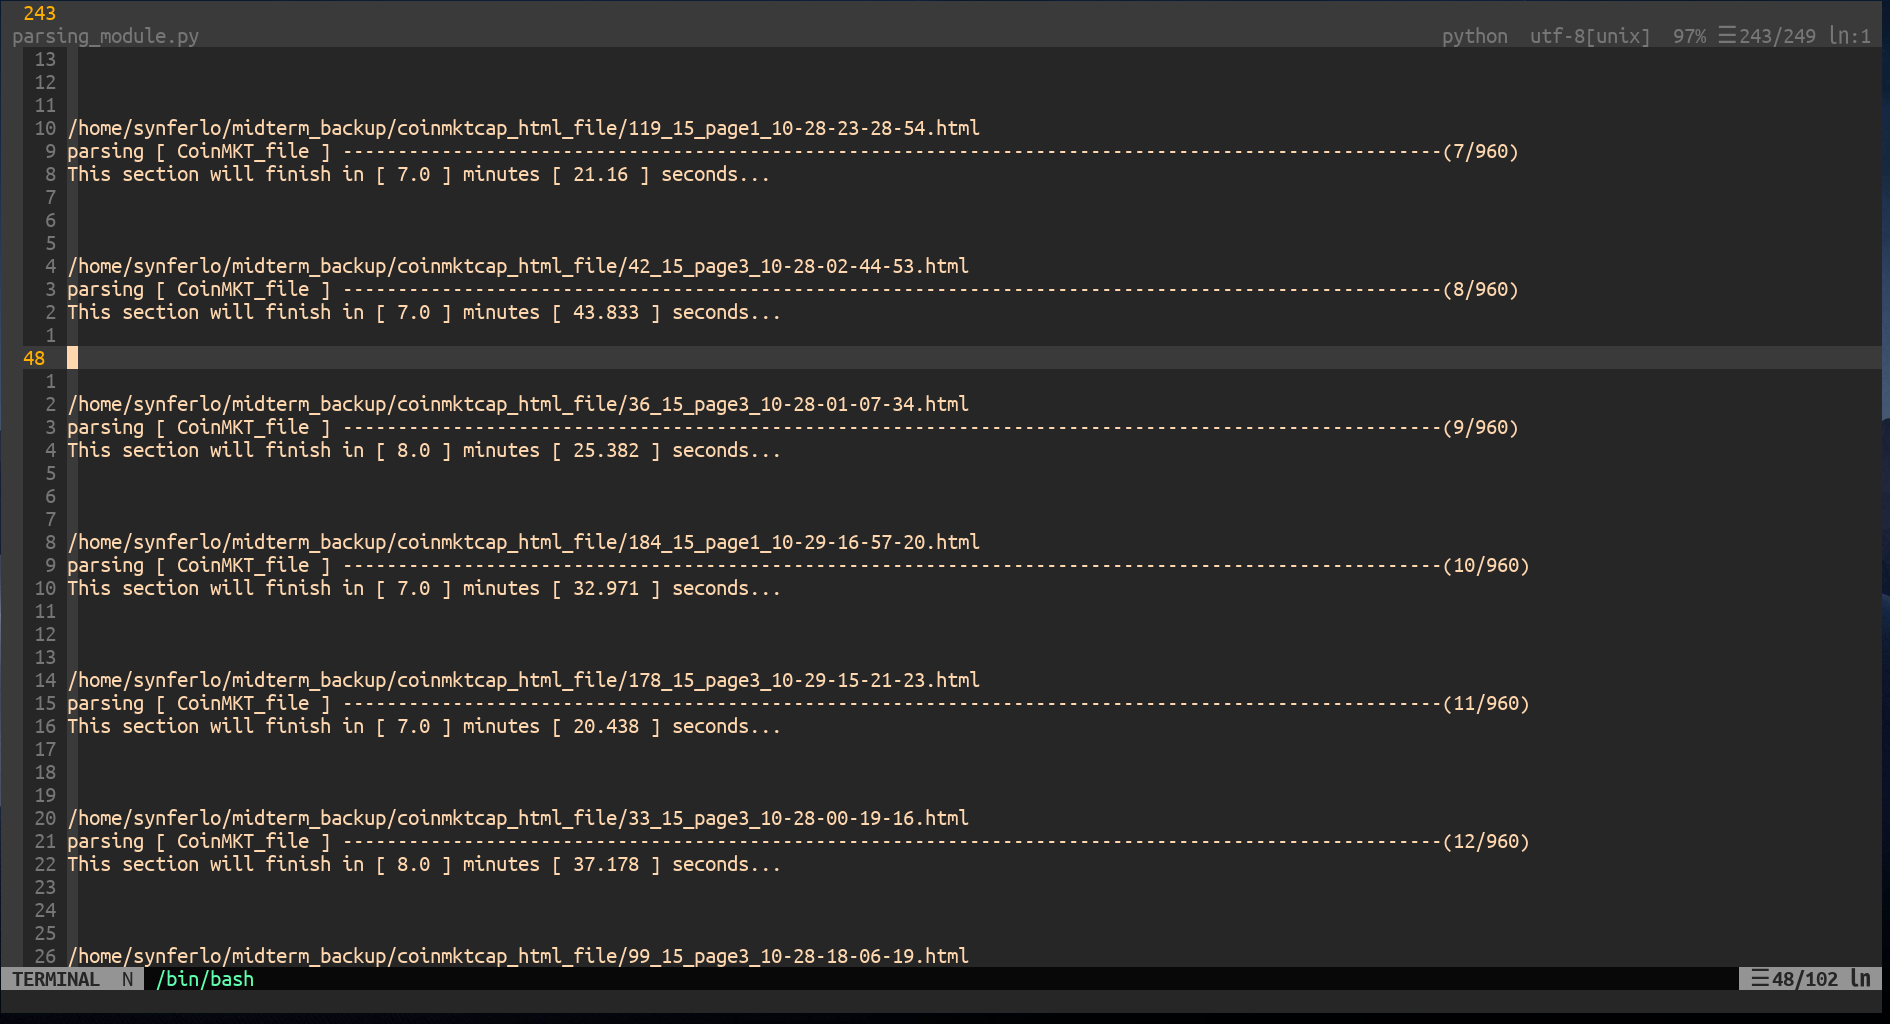 243
parsing_module.py python utf-8[unix] 97% ☰243/249 ln:1
13
12
11
10 /home/synferlo/midterm_backup/coinmktcap_html_file/119_15_page1_10-28-23-28-54.html
9 parsing [ CoinMKT_file ] ----------------------------------------------------------------------------------------------------(7/960)
8 This section will finish in [ 7.0 ] minutes [ 21.16 ] seconds...
7
6
5
4 /home/synferlo/midterm_backup/coinmktcap_html_file/42_15_page3_10-28-02-44-53.html
3 parsing [ CoinMKT_file ] ----------------------------------------------------------------------------------------------------(8/960)
2 This section will finish in [ 7.0 ] minutes [ 43.833 ] seconds...
1
48
1
2 /home/synferlo/midterm_backup/coinmktcap_html_file/36_15_page3_10-28-01-07-34.html
3 parsing [ CoinMKT_file ] ----------------------------------------------------------------------------------------------------(9/960)
4 This section will finish in [ 8.0 ] minutes [ 25.382 ] seconds...
5
6
7
8 /home/synferlo/midterm_backup/coinmktcap_html_file/184_15_page1_10-29-16-57-20.html
9 parsing [ CoinMKT_file ] ----------------------------------------------------------------------------------------------------(10/960)
10 This section will finish in [ 7.0 ] minutes [ 32.971 ] seconds...
11
12
13
14 /home/synferlo/midterm_backup/coinmktcap_html_file/178_15_page3_10-29-15-21-23.html
15 parsing [ CoinMKT_file ] ----------------------------------------------------------------------------------------------------(11/960)
16 This section will finish in [ 7.0 ] minutes [ 20.438 ] seconds...
17
18
19
20 /home/synferlo/midterm_backup/coinmktcap_html_file/33_15_page3_10-28-00-19-16.html
21 parsing [ CoinMKT_file ] ----------------------------------------------------------------------------------------------------(12/960)
22 This section will finish in [ 8.0 ] minutes [ 37.178 ] seconds...
23
24
25
26 /home/synferlo/midterm_backup/coinmktcap_html_file/99_15_page3_10-28-18-06-19.html
TERMINAL N /bin/bash ☰48/102 ln